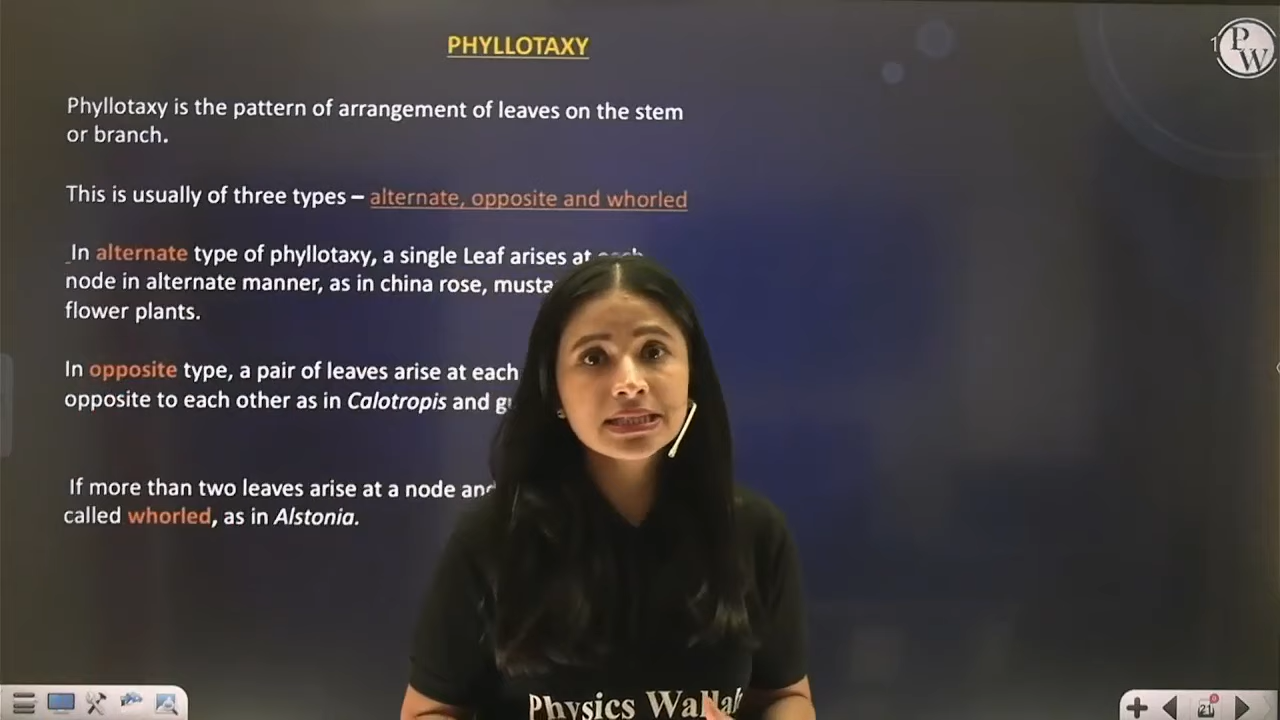 PHYLLOTAXY
P
W
Phyllotaxy is the pattern of arrangement of leaves on the stem
or branch.
This is usually of three types – alternate, opposite and whorled
In alternate type of phyllotaxy, a single Leaf arises at each
node in alternate manner, as in china rose,
flower plants.
In opposite type, a pair of leaves arise at each
opposite to each other as in Calotropis and
If more than two leaves arise at a node and
called whorled, as in Alstonia.
Physics Wallah
21